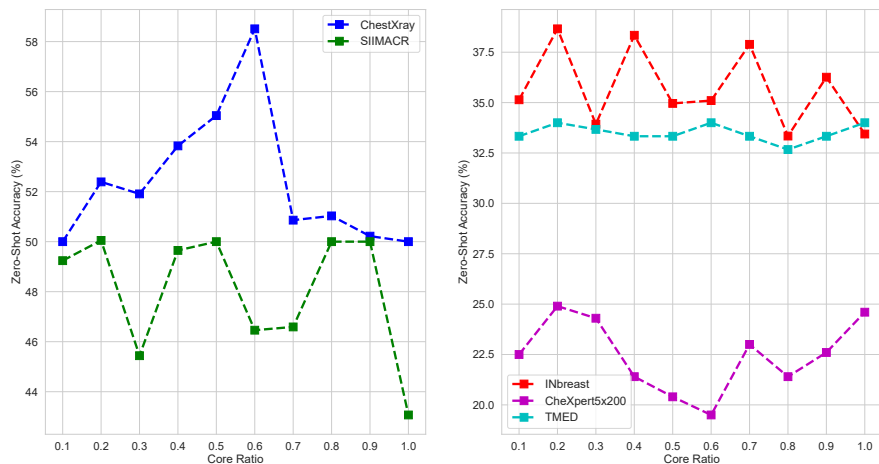 ChestXray
SIIMACR
58
56
54
52
50
48
46
44
Zero-Shot Accuracy (%)
0.1 0.2 0.3 0.4 0.5 0.6 0.7 0.8 0.9 1.0
Core Ratio
37.5
35.0
32.5
30.0
27.5
25.0
22.5
20.0
Zero-Shot Accuracy (%)
INbreast
CheXpert5x200
TMED
0.1 0.2 0.3 0.4 0.5 0.6 0.7 0.8 0.9 1.0
Core Ratio